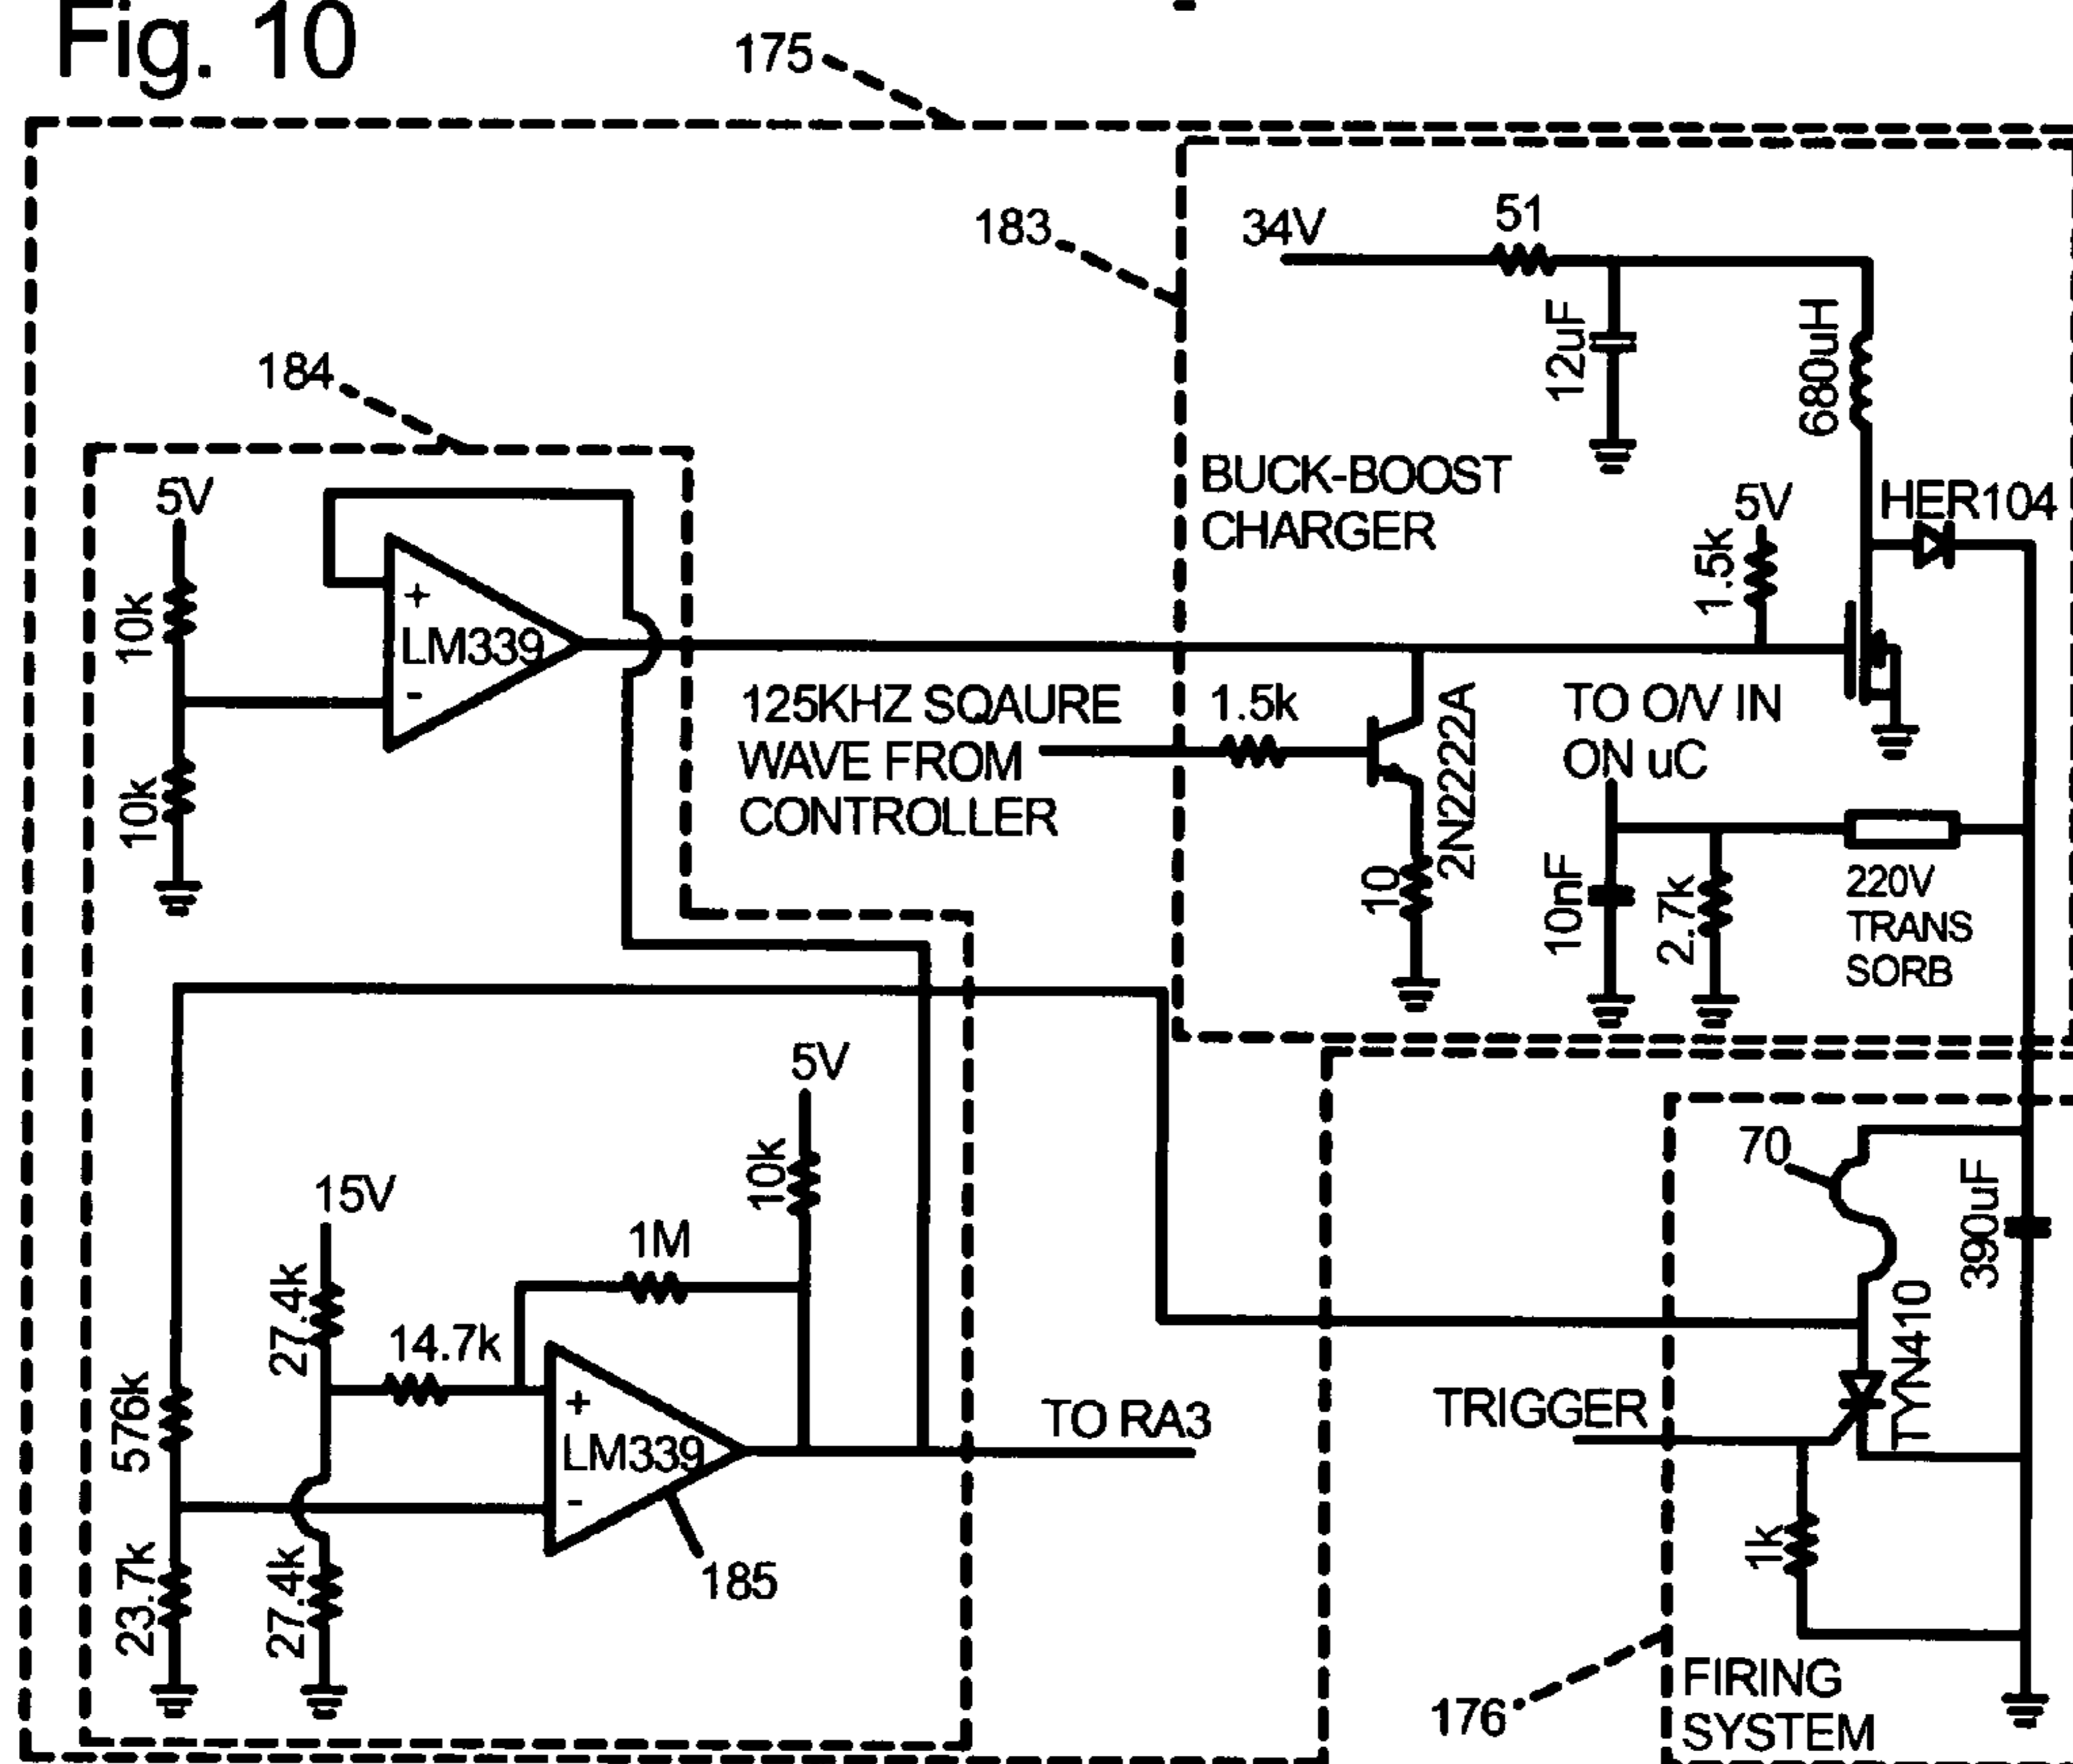 Fig. 10
175
183
34V
51
12uF
680uH
184
BUCK-BOOST
CHARGER
5V
5V
HER104
1.5k
10k
+
LM339
-
125KHZ SQAURE
WAVE FROM
CONTROLLER
1.5k
2N2222A
TO O/V IN
ON uC
10k
10
10nF
2.7k
220V
TRANS
SORB
5V
10k
70
390uF
15V
1M
27.4k
14.7k
TYN410
576k
+
LM339
-
TO RA3
TRIGGER
185
23.7k
27.4k
1k
176
FIRING
SYSTEM